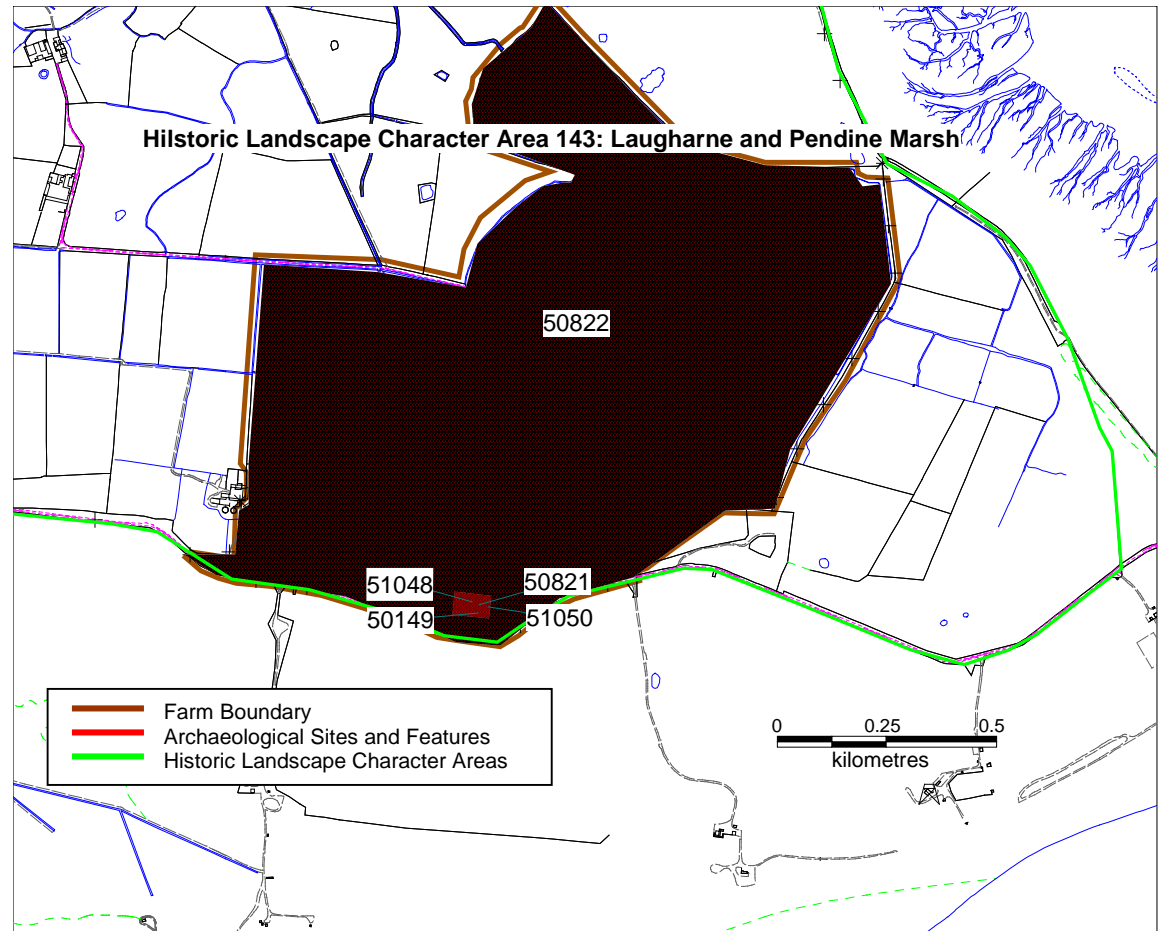 Hilstoric Landscape Character Area 143: Laugharne and Pendine Marsh
50822
51048
50821
50149
51050
Farm Boundary
Archaeological Sites and Features
Historic Landscape Character Areas
0 0.25 0.5
kilometres